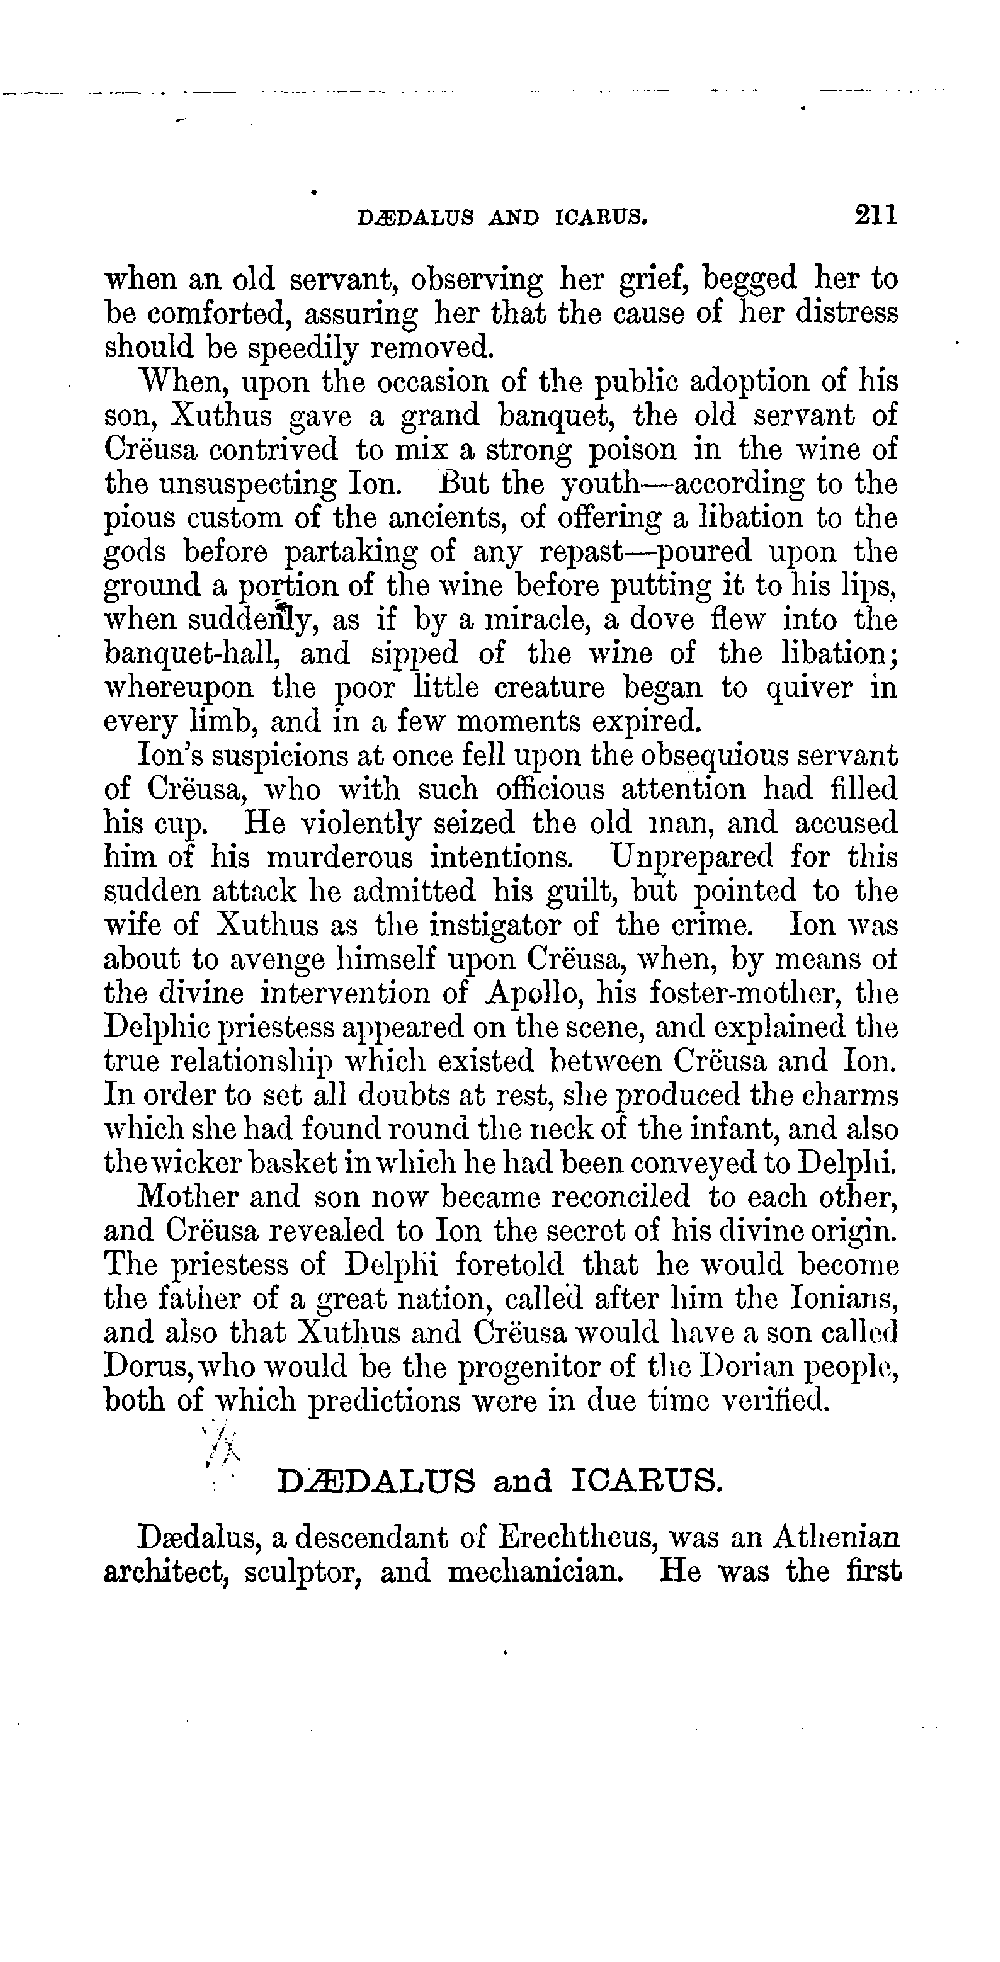 DÆDALUS AND ICARUS. 211
when an old servant, observing her grief, begged her to
be comforted, assuring her that the cause of her distress
should be speedily removed.
When, upon the occasion of the public adoption of his
son, Xuthus gave a grand banquet, the old servant of
Crëusa contrived to mix a strong poison in the wine of
the unsuspecting Ion. But the youth—according to the
pious custom of the ancients, of offering a libation to the
gods before partaking of any repast—poured upon the
ground a portion of the wine before putting it to his lips,
when suddenly, as if by a miracle, a dove flew into the
banquet-hall, and sipped of the wine of the libation;
whereupon the poor little creature began to quiver in
every limb, and in a few moments expired.
Ion's suspicions at once fell upon the obsequious servant
of Crëusa, who with such officious attention had filled
his cup. He violently seized the old man, and accused
him of his murderous intentions. Unprepared for this
sudden attack he admitted his guilt, but pointed to the
wife of Xuthus as the instigator of the crime. Ion was
about to avenge himself upon Crëusa, when, by means of
the divine intervention of Apollo, his foster-mother, the
Delphic priestess appeared on the scene, and explained the
true relationship which existed between Crëusa and Ion.
In order to set all doubts at rest, she produced the charms
which she had found round the neck of the infant, and also
the wicker basket in which he had been conveyed to Delphi.
Mother and son now became reconciled to each other,
and Crëusa revealed to Ion the secret of his divine origin.
The priestess of Delphi foretold that he would become
the father of a great nation, called after him the Ionians,
and also that Xuthus and Crëusa would have a son called
Dorus, who would be the progenitor of the Dorian people,
both of which predictions were in due time verified.
DÆDALUS and ICARUS.
Dædalus, a descendant of Erechtheus, was an Athenian
architect, sculptor, and mechanician. He was the first